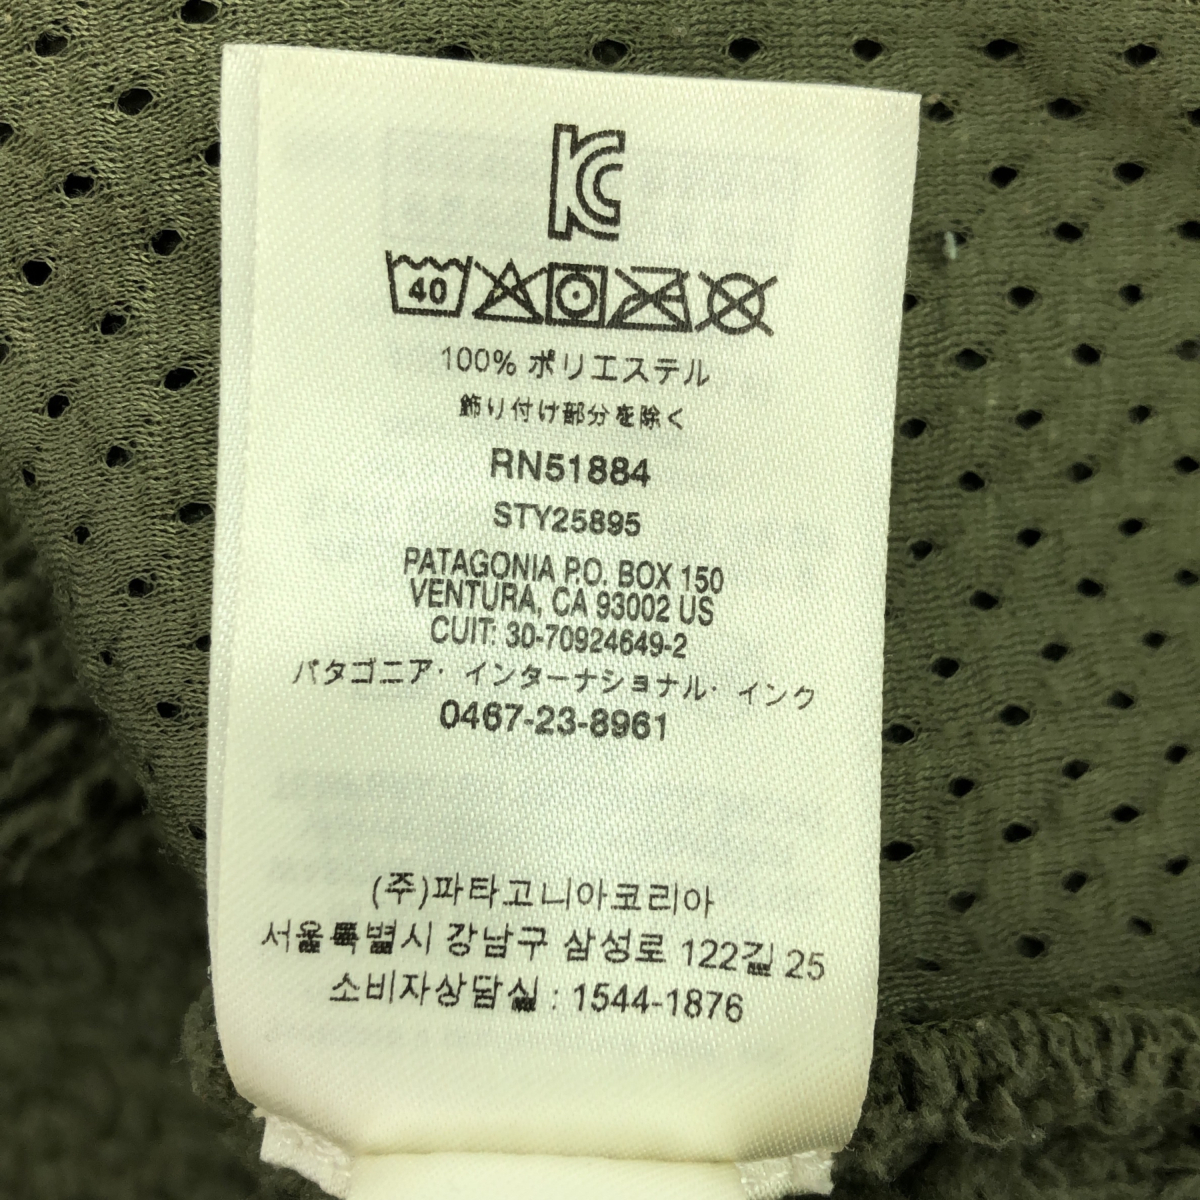 KC
40
100% ポリエステル
飾り付け部分を除く
RN51884
STY25895
PATAGONIA P.O. BOX 150
VENTURA, CA 93002 US
CUIT: 30-70924649-2
パタゴニア・インターナショナル・インク
0467-23-8961
(주)파타고니아코리아
서울특별시 강남구 삼성로 122길 25
소비자상담실 : 1544-1876